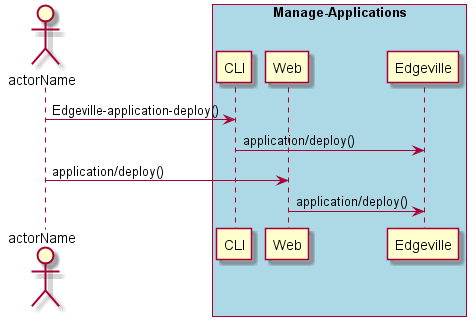 Manage-Applications
actorName
CLI
Web
Edgeville
Edgeville-application-deploy()
application/deploy()
application/deploy()
application/deploy()
actorName
CLI
Web
Edgeville